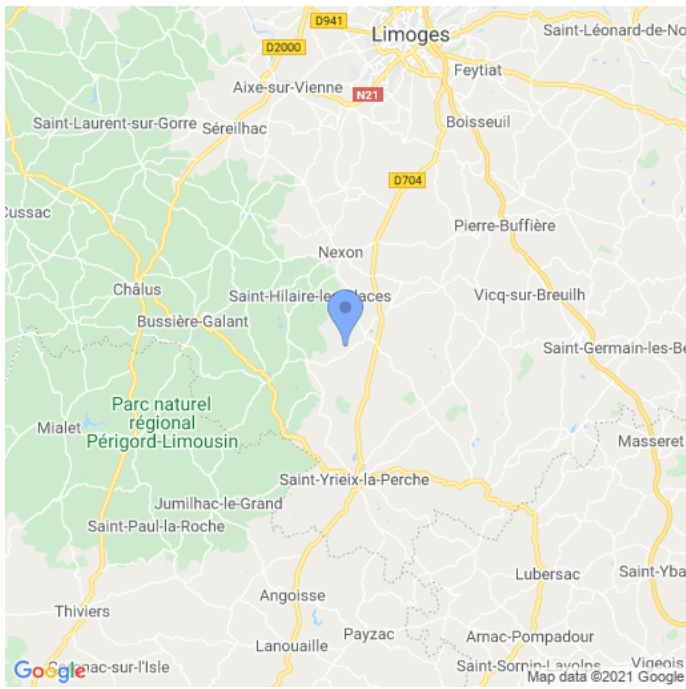 D941
Limoges
Saint-Léonard-de-No
D2000
Feytiat
Aixe-sur-Vienne
N21
Saint-Laurent-sur-Gorre
Séreilhac
Boisseuil
D704
Cussac
Pierre-Buffière
Nexon
Châlus
Saint-Hilaire-les-Places
Vicq-sur-Breuilh
Bussière-Galant
Saint-Germain-les-Be
Parc naturel
régional
Périgord-Limousin
Mialet
Masseret
Saint-Yrieix-la-Perche
Jumilhac-le-Grand
Saint-Paul-la-Roche
Lubersac
Saint-Yba
Angoisse
Thiviers
Payzac
Arnac-Pompadour
Lanouaille
Google
-sur-l'Isle
Saint-Sornin-Lavolps
Vigeois
Map data ©2021 Google